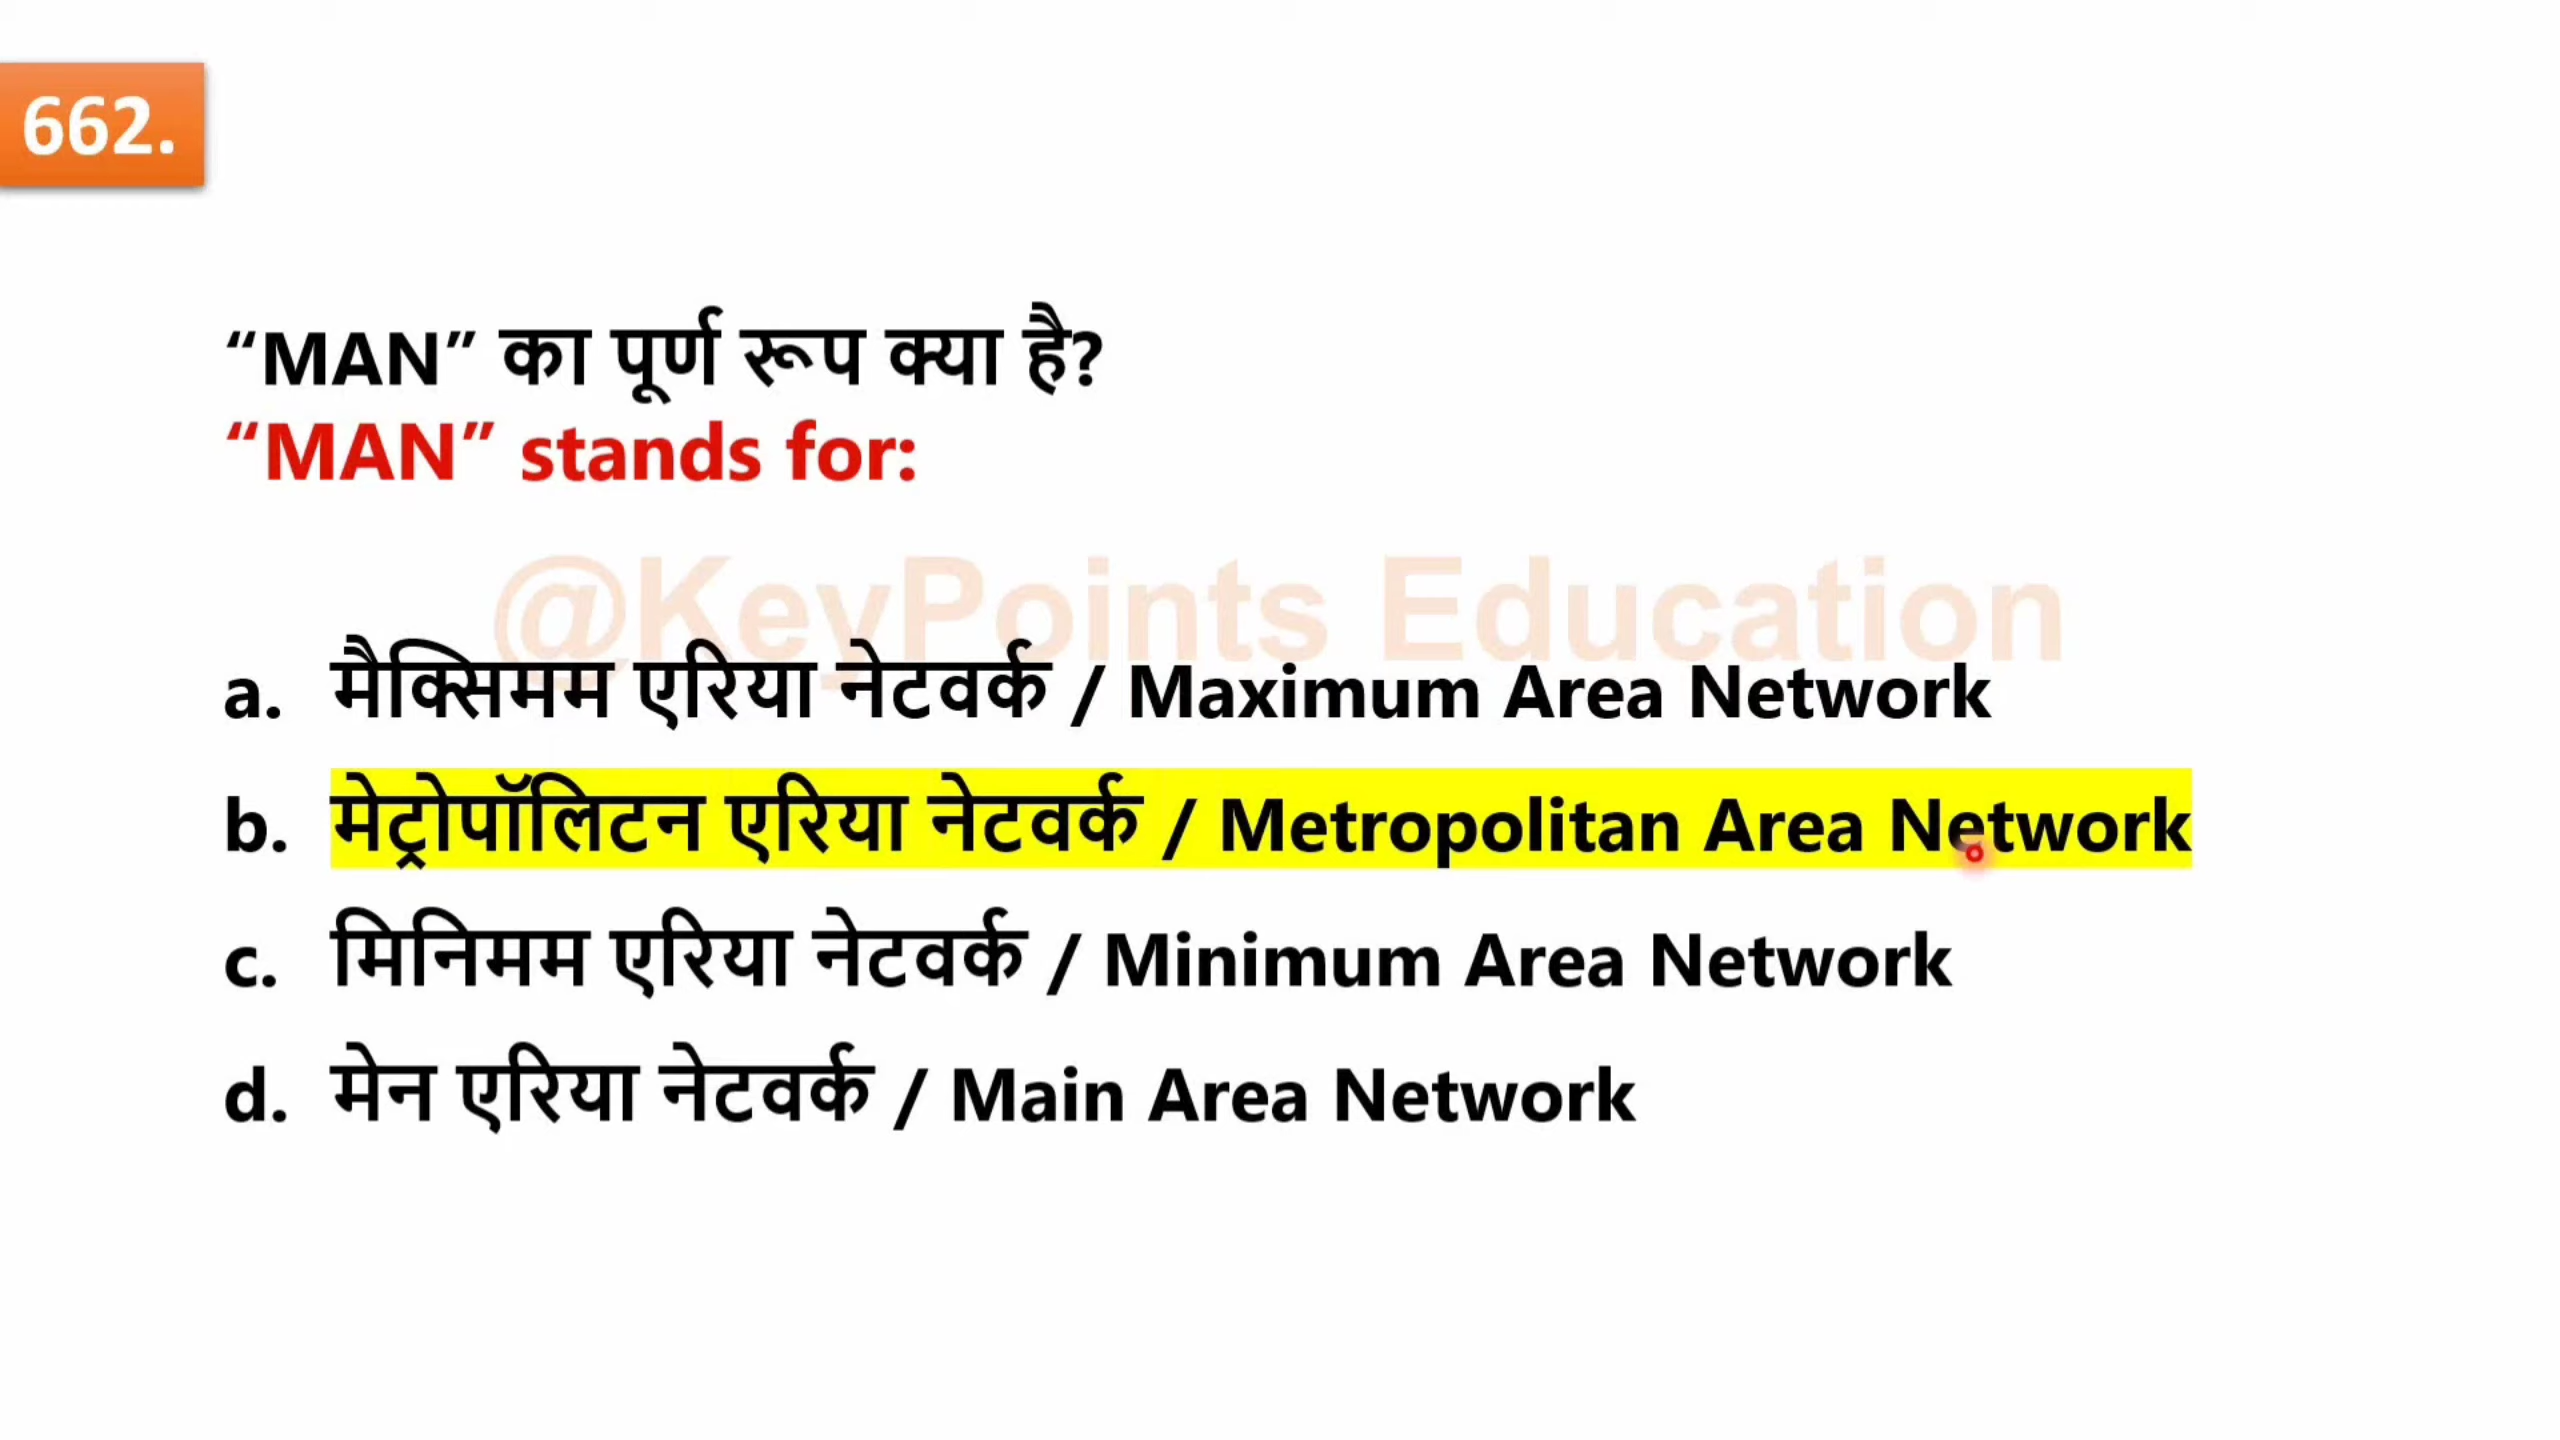 662.
“MAN” का पूर्ण रूप क्या है?
“MAN” stands for:
@KeyPoints Education
a. मैक्सिमम एरिया नेटवर्क / Maximum Area Network
b. मेट्रोपॉलिटन एरिया नेटवर्क / Metropolitan Area Network
c. मिनिमम एरिया नेटवर्क / Minimum Area Network
d. मेन एरिया नेटवर्क / Main Area Network